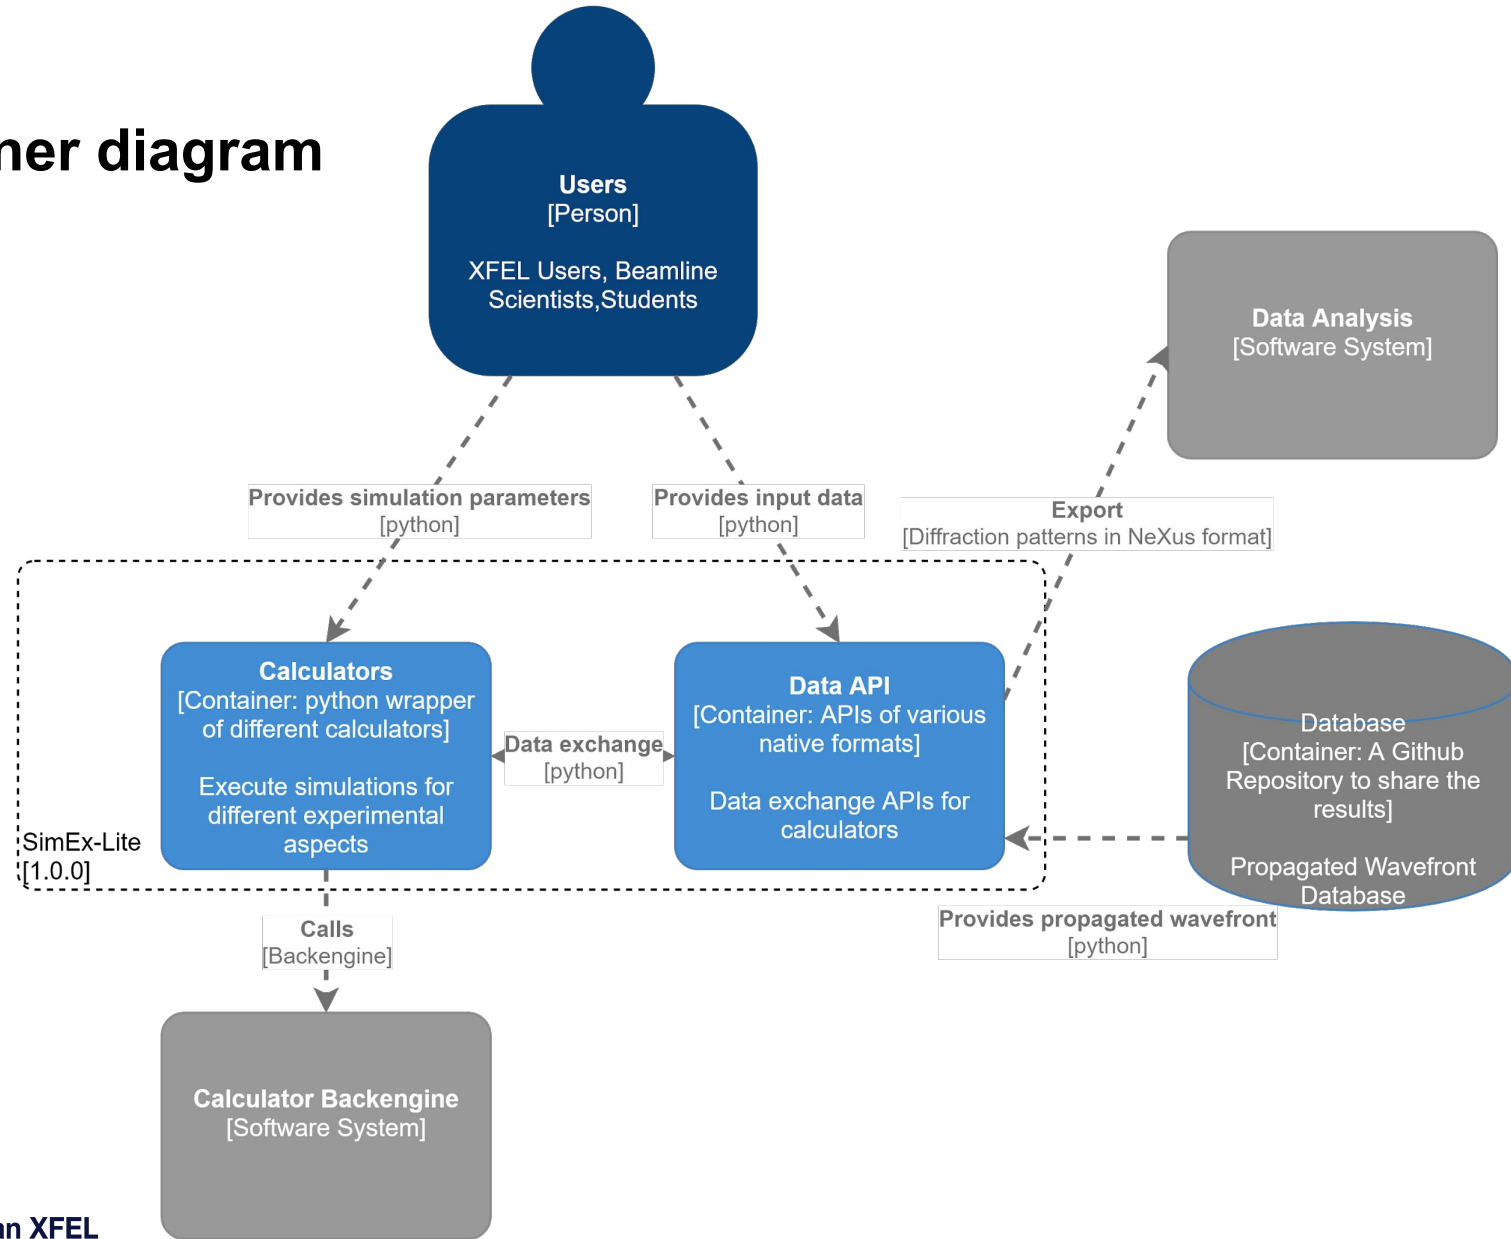 ner diagram
Users
[Person]
XFEL Users, Beamline
Scientists,Students
Data Analysis
[Software System]
Provides simulation parameters
[python]
Provides input data
[python]
Export
[Diffraction patterns in NeXus format]
Calculators
[Container: python wrapper
of different calculators]
Execute simulations for
different experimental
aspects
Data exchange
[python]
Data API
[Container: APIs of various
native formats]
Data exchange APIs for
calculators
Database
[Container: A Github
Repository to share the
results]
Propagated Wavefront
Database
SimEx-Lite
[1.0.0]
Calls
[Backengine]
Provides propagated wavefront
[python]
Calculator Backengine
[Software System]
an XFEL